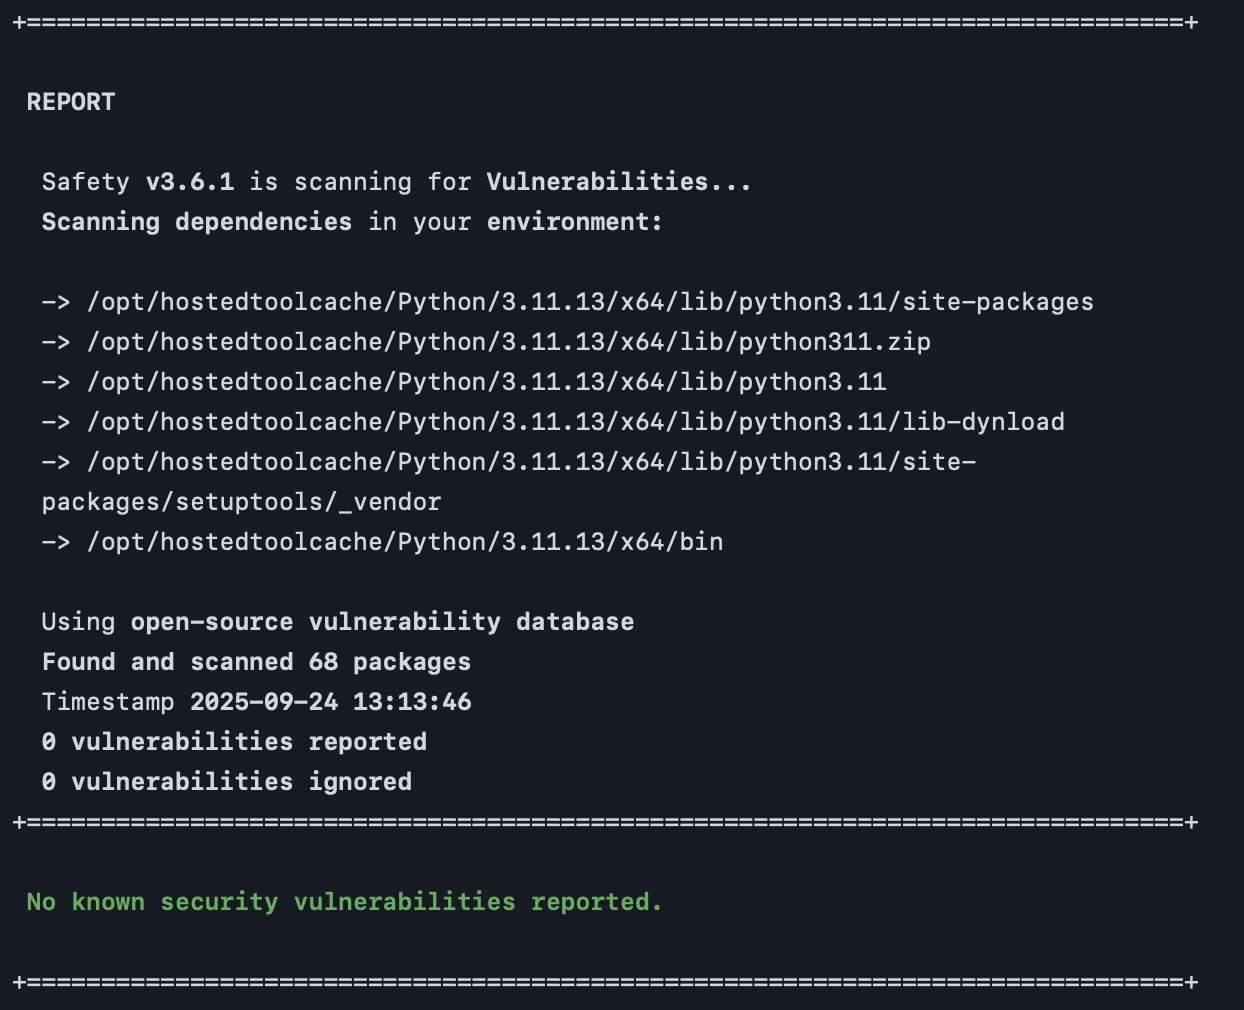 +==============================================================================+

REPORT

Safety v3.6.1 is scanning for Vulnerabilities...
Scanning dependencies in your environment:

-> /opt/hostedtoolcache/Python/3.11.13/x64/lib/python3.11/site-packages
-> /opt/hostedtoolcache/Python/3.11.13/x64/lib/python311.zip
-> /opt/hostedtoolcache/Python/3.11.13/x64/lib/python3.11
-> /opt/hostedtoolcache/Python/3.11.13/x64/lib/python3.11/lib-dynload
-> /opt/hostedtoolcache/Python/3.11.13/x64/lib/python3.11/site-
packages/setuptools/_vendor
-> /opt/hostedtoolcache/Python/3.11.13/x64/bin

Using open-source vulnerability database
Found and scanned 68 packages
Timestamp 2025-09-24 13:13:46
0 vulnerabilities reported
0 vulnerabilities ignored
+==============================================================================+

No known security vulnerabilities reported.

+==============================================================================+